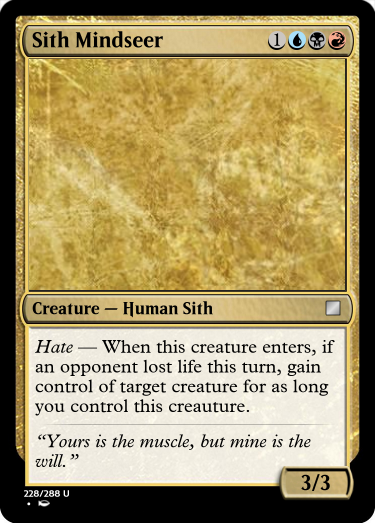 Sith Mindseer 1
Creature — Human Sith
Hate — When this creature enters, if
an opponent lost life this turn, gain
control of target creature for as long
you control this creauture.
“Yours is the muscle, but mine is the
will.”
3/3
228/288 U